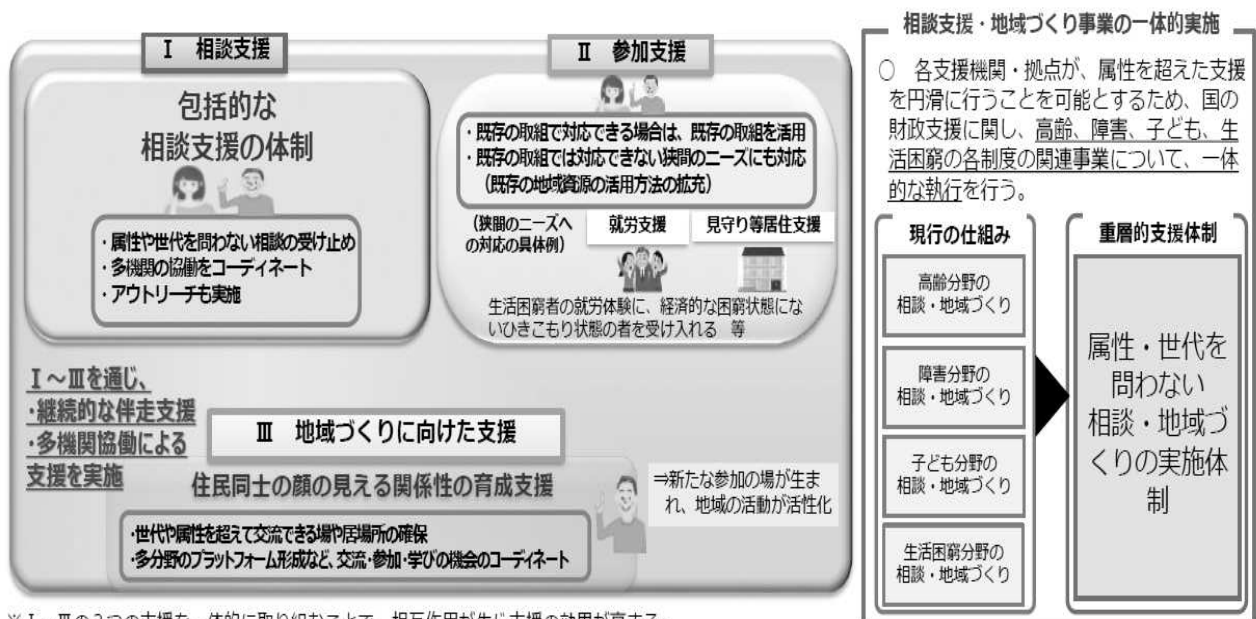 Ⅰ 相談支援
包括的な
相談支援の体制
・属性や世代を問わない相談の受け止め
・多機関の協働をコーディネート
・アウトリーチも実施
Ⅱ 参加支援
・既存の取組で対応できる場合は、既存の取組を活用
・既存の取組では対応できない狭間のニーズにも対応
（既存の地域資源の活用方法の拡充）
（狭間のニーズへ
の対応の具体例）
就労支援
見守り等居住支援
生活困窮者の就労体験に、経済的な困窮状態にな
いひきこもり状態の者を受け入れる 等
Ⅰ～Ⅲを通じ、
・継続的な伴走支援
・多機関協働による
支援を実施
Ⅲ 地域づくりに向けた支援
住民同士の顔の見える関係性の育成支援
・世代や属性を超えて交流できる場や居場所の確保
・多分野のプラットフォーム形成など、交流・参加・学びの機会のコーディネート
⇒新たな参加の場が生ま
れ、地域の活動が活性化
相談支援・地域づくり事業の一体的実施
○ 各支援機関・拠点が、属性を超えた支援
を円滑に行うことを可能とするため、国の
財政支援に関し、高齢、障害、子ども、生
活困窮の各制度の関連事業について、一体
的な執行を行う。
現行の仕組み
高齢分野の
相談・地域づくり
障害分野の
相談・地域づくり
子ども分野の
相談・地域づくり
生活困窮分野の
相談・地域づくり
重層的支援体制
属性・世代を
問わない
相談・地域づ
くりの実施体
制